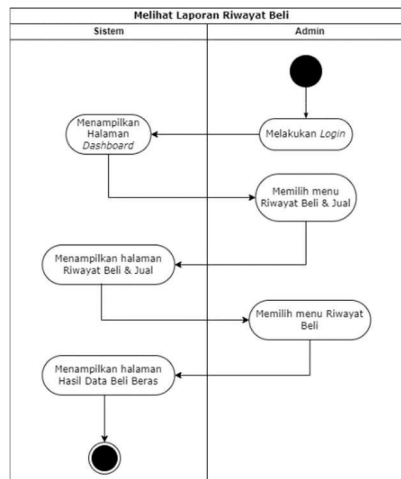 Melihat Laporan Riwayat Beli
Sistem
Admin
Melakukan Login
Menampilkan
Halaman
Dashboard
Memilih menu
Riwayat Beli & Jual
Menampilkan halaman
Riwayat Beli & Jual
Memilih menu Riwayat
Beli
Menampilkan halaman
Hasil Data Beli Beras